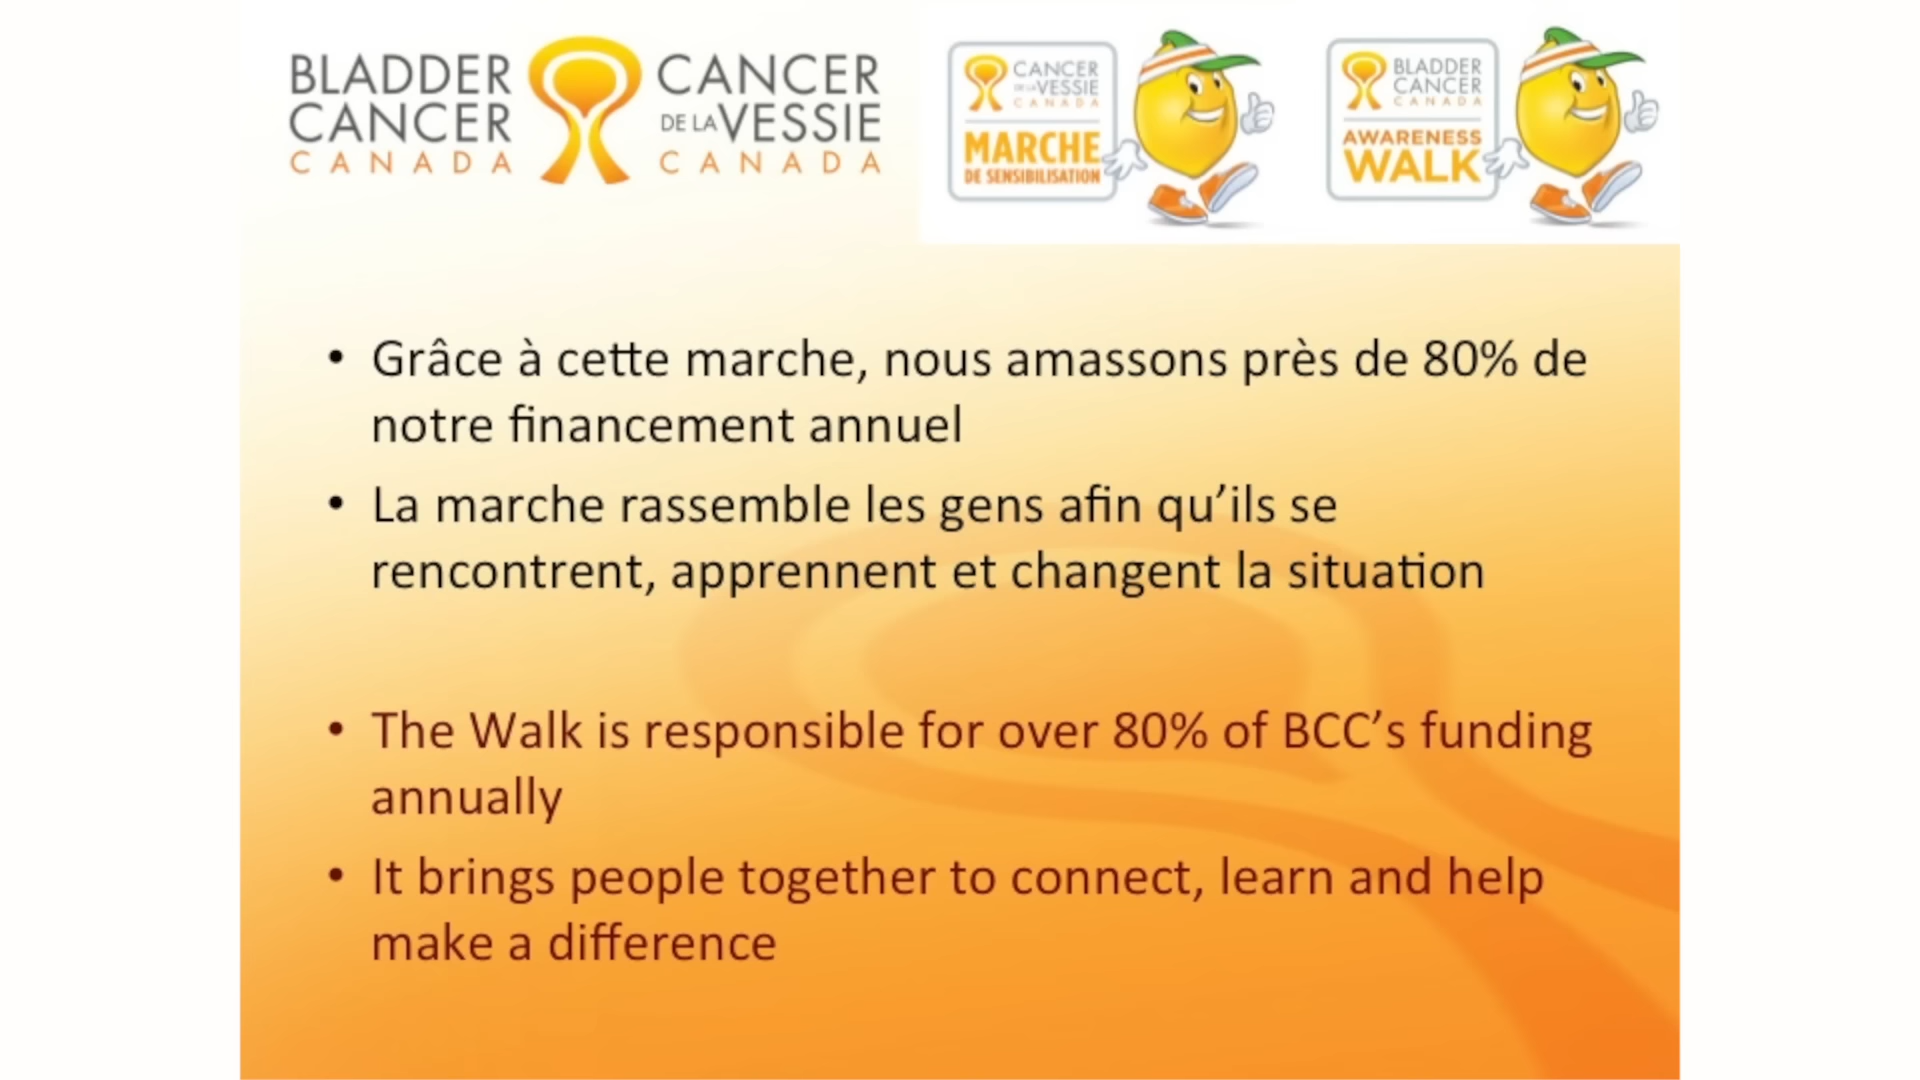 BLADDER
CANCER
CANADA
CANCER
DE LA VESSIE
CANADA
CANCER
DE LA VESSIE
CANADA
MARCHE
DE SENSIBILISATION
BLADDER
CANCER
CANADA
AWARENESS
WALK
• Grâce à cette marche, nous amassons près de 80% de
notre financement annuel
• La marche rassemble les gens afin qu’ils se
rencontrent, apprennent et changent la situation
• The Walk is responsible for over 80% of BCC’s funding
annually
• It brings people together to connect, learn and help
make a difference